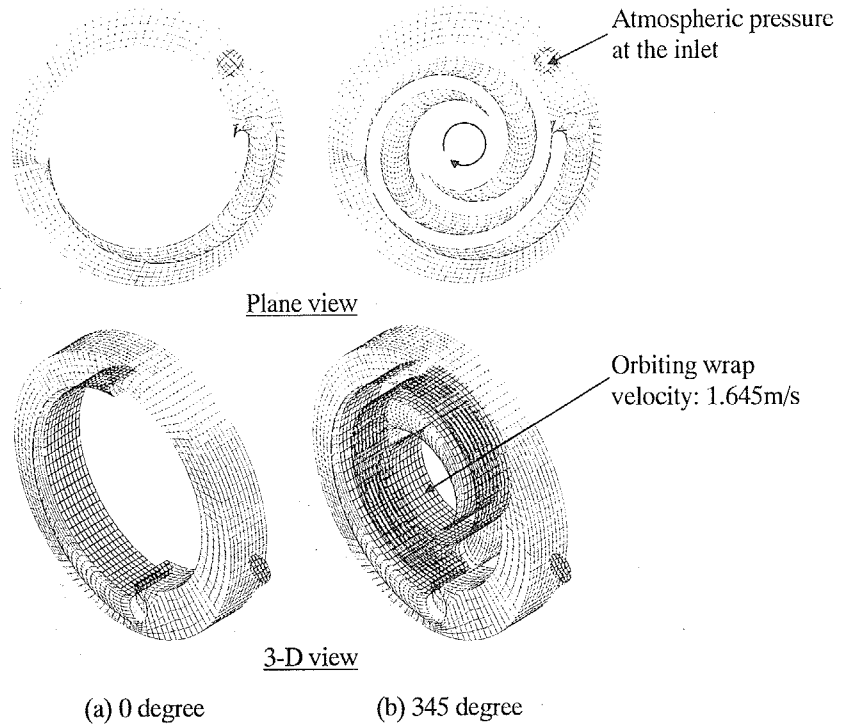 Atmospheric pressure
at the inlet
Plane view
Orbiting wrap
velocity: 1.645m/s
3-D view
(a) 0 degree
(b) 345 degree